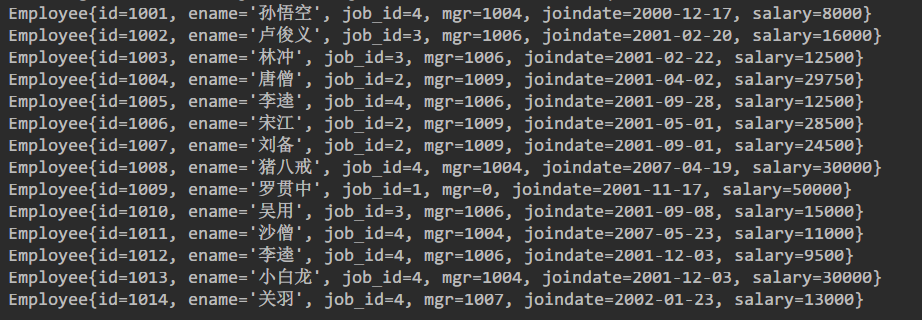 Employee{id=1001, ename='孙悟空', job_id=4, mgr=1004, joindate=2000-12-17, salary=8000}
Employee{id=1002, ename='卢俊义', job_id=3, mgr=1006, joindate=2001-02-20, salary=16000}
Employee{id=1003, ename='林冲', job_id=3, mgr=1006, joindate=2001-02-22, salary=12500}
Employee{id=1004, ename='唐僧', job_id=2, mgr=1009, joindate=2001-04-02, salary=29750}
Employee{id=1005, ename='李逵', job_id=4, mgr=1006, joindate=2001-09-28, salary=12500}
Employee{id=1006, ename='宋江', job_id=2, mgr=1009, joindate=2001-05-01, salary=28500}
Employee{id=1007, ename='刘备', job_id=2, mgr=1009, joindate=2001-09-01, salary=24500}
Employee{id=1008, ename='猪八戒', job_id=4, mgr=1004, joindate=2007-04-19, salary=30000}
Employee{id=1009, ename='罗贯中', job_id=1, mgr=0, joindate=2001-11-17, salary=50000}
Employee{id=1010, ename='吴用', job_id=3, mgr=1006, joindate=2001-09-08, salary=15000}
Employee{id=1011, ename='沙僧', job_id=4, mgr=1004, joindate=2007-05-23, salary=11000}
Employee{id=1012, ename='李逵', job_id=4, mgr=1006, joindate=2001-12-03, salary=9500}
Employee{id=1013, ename='小白龙', job_id=4, mgr=1004, joindate=2001-12-03, salary=30000}
Employee{id=1014, ename='关羽', job_id=4, mgr=1007, joindate=2002-01-23, salary=13000}